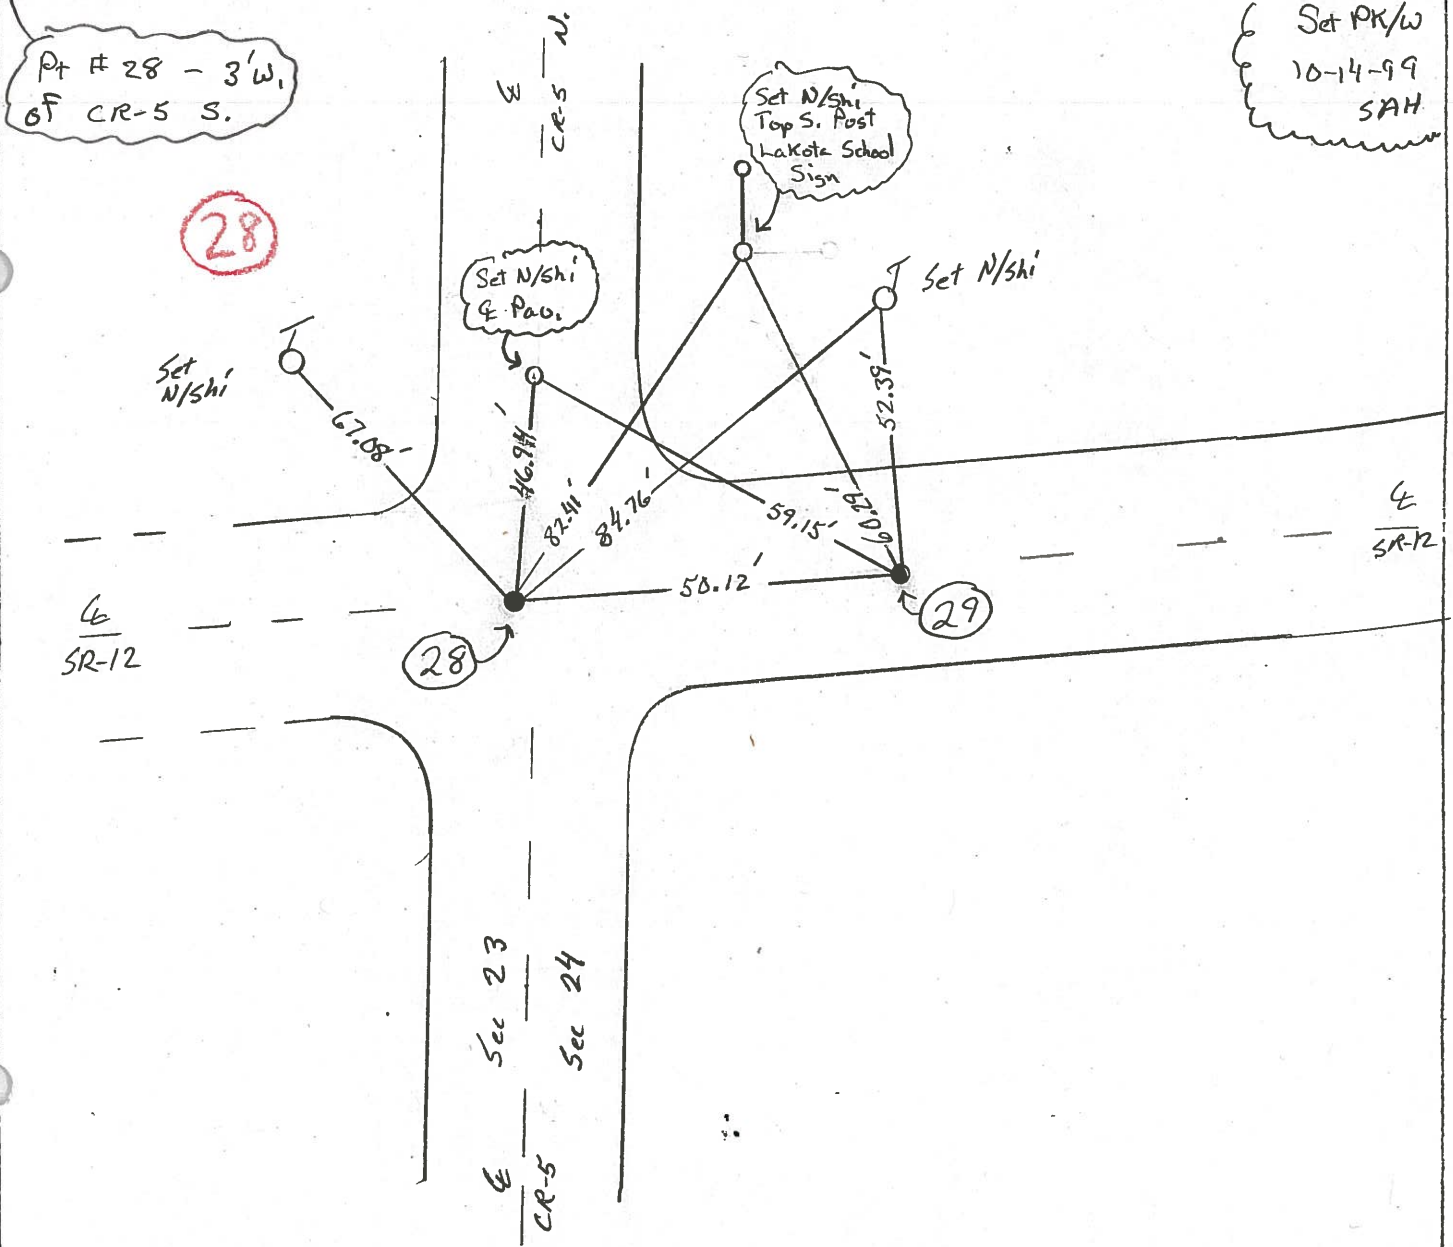 Pt # 28 - 3' W.
of CR-5 S.
Set PK/W
10-14-99
SAH
28
℄ CR-5 N.
Set N/Shi
Top S. Post
Lakota School
Sign
Set N/Shi
℄ Pav.
Set N/Shi
Set
N/Shi
67.08'
46.94'
82.41'
84.76'
59.15'
60.29'
52.39'
50.12'
28
29
℄
SR-12
℄
SR-12
Sec 23
Sec 24
℄
CR-5